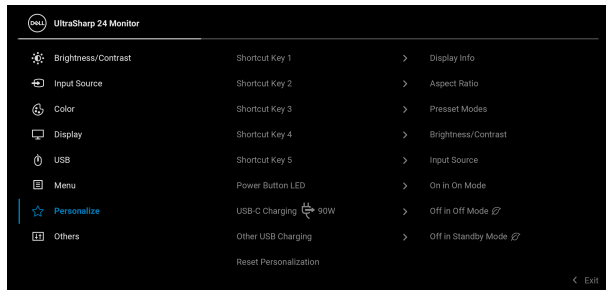 DELL UltraSharp 24 Monitor
Brightness/Contrast Shortcut Key 1 > Display Info
Input Source Shortcut Key 2 > Aspect Ratio
Color Shortcut Key 3 > Presset Modes
Display Shortcut Key 4 > Brightness/Contrast
USB Shortcut Key 5 > Input Source
Menu Power Button LED > On in On Mode
Personalize USB-C Charging 90W > Off in Off Mode
Others Other USB Charging > Off in Standby Mode
Reset Personalization
< Exit